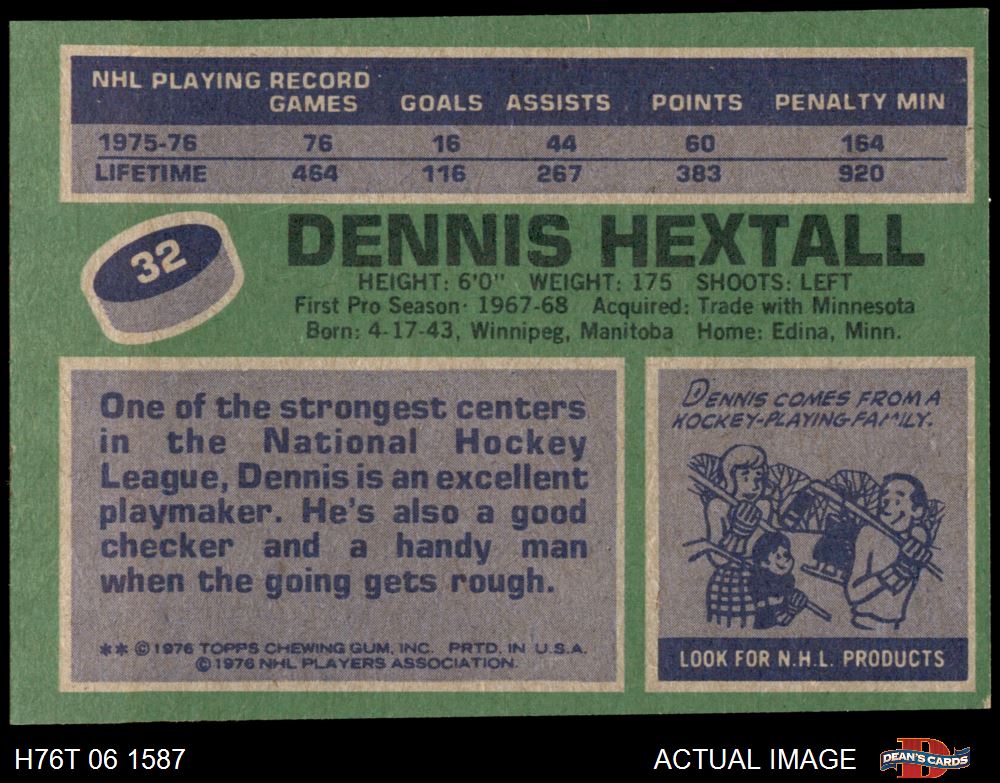 NHL PLAYING RECORD
GAMES GOALS ASSISTS POINTS PENALTY MIN
1975-76 76 16 44 60 164
LIFETIME 464 116 267 383 920
32
DENNIS HEXTALL
HEIGHT: 6'0" WEIGHT: 175 SHOOTS: LEFT
First Pro Season: 1967-68 Acquired: Trade with Minnesota
Born: 4-17-43, Winnipeg, Manitoba Home: Edina, Minn.
One of the strongest centers
in the National Hockey
League, Dennis is an excellent
playmaker. He's also a good
checker and a handy man
when the going gets rough.
** ©1976 TOPPS CHEWING GUM, INC. PRTD. IN U.S.A.
©1976 NHL PLAYERS ASSOCIATION.
DENNIS COMES FROM A
HOCKEY-PLAYING FAMILY.
LOOK FOR N.H.L. PRODUCTS
H76T 06 1587
ACTUAL IMAGE
DEAN'S CARDS